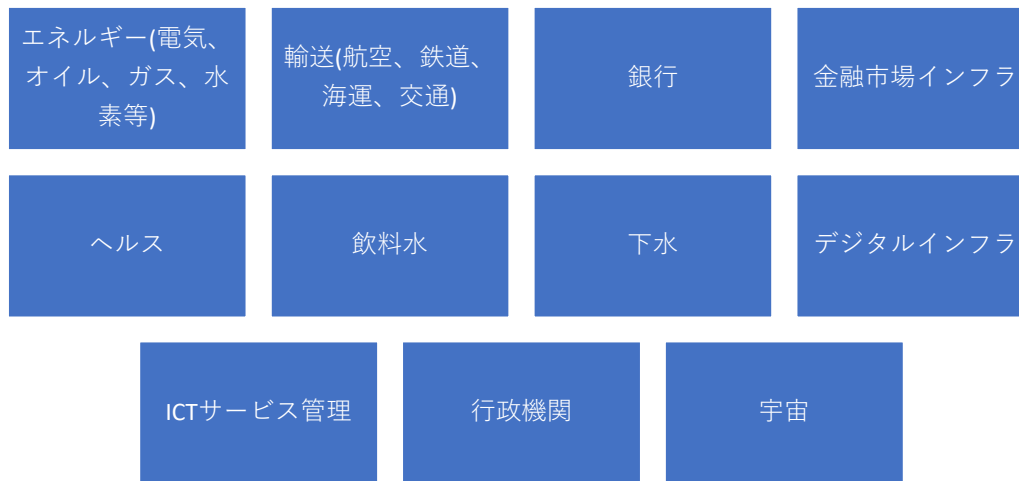 エネルギー(電気、
オイル、ガス、水
素等)
輸送(航空、鉄道、
海運、交通)
銀行
金融市場インフラ
ヘルス
飲料水
下水
デジタルインフラ
ICTサービス管理
行政機関
宇宙